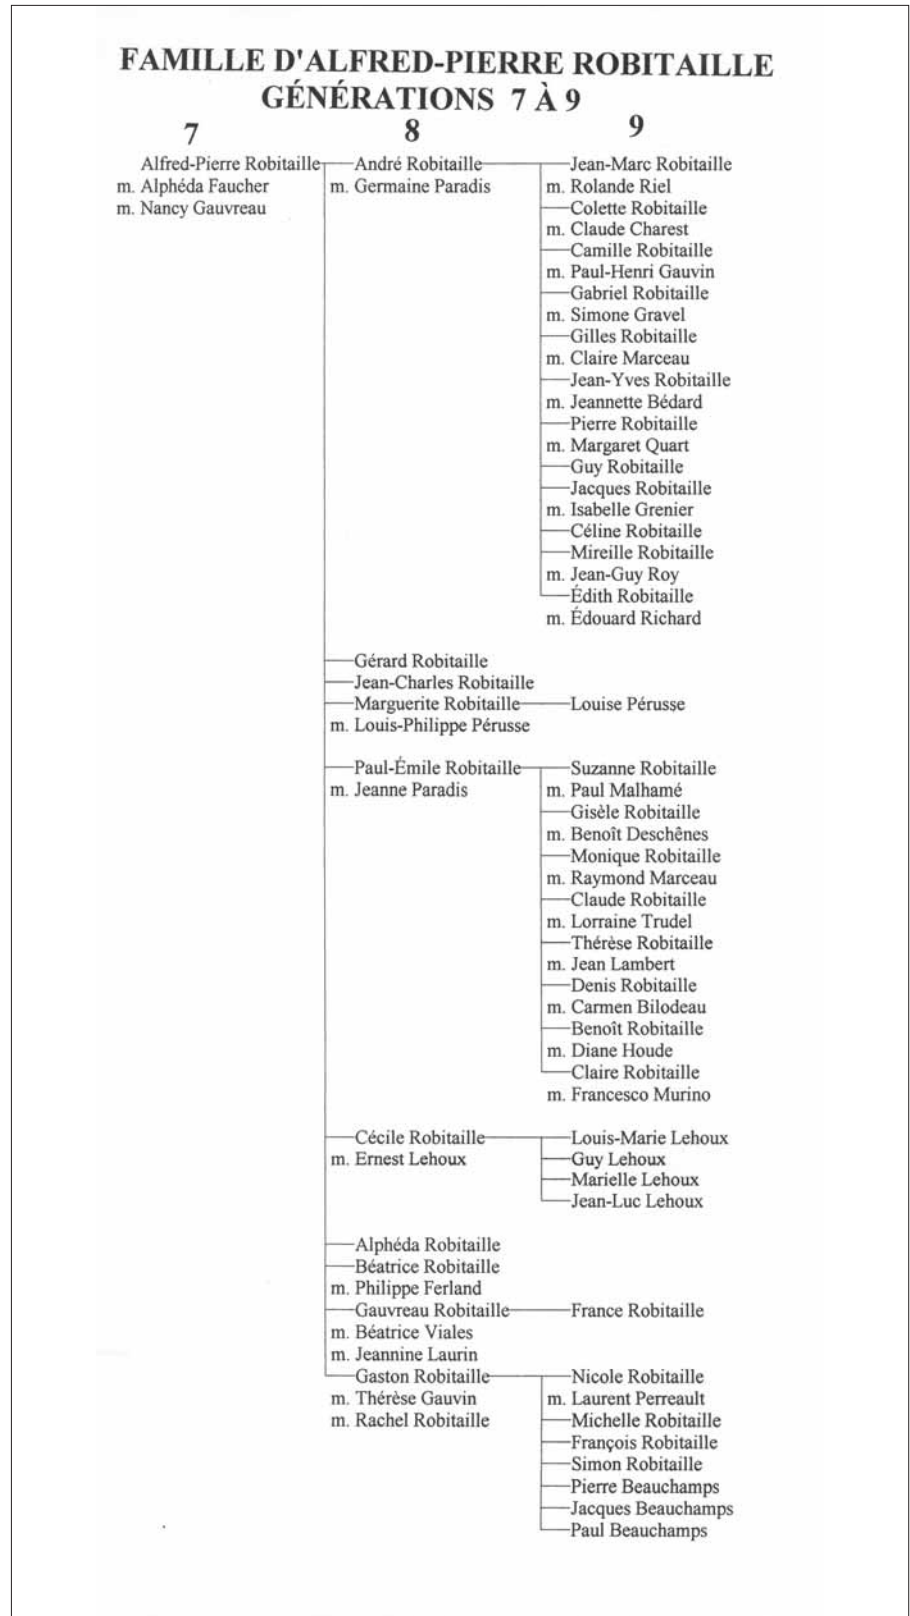 FAMILLE D'ALFRED-PIERRE ROBITAILLE
GÉNÉRATIONS 7 À 9
7 8 9
Alfred-Pierre Robitaille André Robitaille Jean-Marc Robitaille
m. Alphéda Faucher m. Germaine Paradis m. Rolande Riel
m. Nancy Gauvreau Colette Robitaille
m. Claude Charest
Camille Robitaille
m. Paul-Henri Gauvin
Gabriel Robitaille
m. Simone Gravel
Gilles Robitaille
m. Claire Marceau
Jean-Yves Robitaille
m. Jeannette Bédard
Pierre Robitaille
m. Margaret Quart
Guy Robitaille
Jacques Robitaille
m. Isabelle Grenier
Céline Robitaille
Mireille Robitaille
m. Jean-Guy Roy
Édith Robitaille
m. Édouard Richard
Gérard Robitaille
Jean-Charles Robitaille
Marguerite Robitaille Louise Pérusse
m. Louis-Philippe Pérusse
Paul-Émile Robitaille Suzanne Robitaille
m. Jeanne Paradis m. Paul Malhamé
Gisèle Robitaille
m. Benoît Deschênes
Monique Robitaille
m. Raymond Marceau
Claude Robitaille
m. Lorraine Trudel
Thérèse Robitaille
m. Jean Lambert
Denis Robitaille
m. Carmen Bilodeau
Benoît Robitaille
m. Diane Houde
Claire Robitaille
m. Francesco Murino
Cécile Robitaille Louis-Marie Lehoux
m. Ernest Lehoux Guy Lehoux
Marielle Lehoux
Jean-Luc Lehoux
Alphéda Robitaille
Béatrice Robitaille
m. Philippe Ferland
Gauvreau Robitaille France Robitaille
m. Béatrice Viales
m. Jeannine Laurin
Gaston Robitaille Nicole Robitaille
m. Thérèse Gauvin m. Laurent Perreault
m. Rachel Robitaille Michelle Robitaille
François Robitaille
Simon Robitaille
Pierre Beauchamps
Jacques Beauchamps
Paul Beauchamps